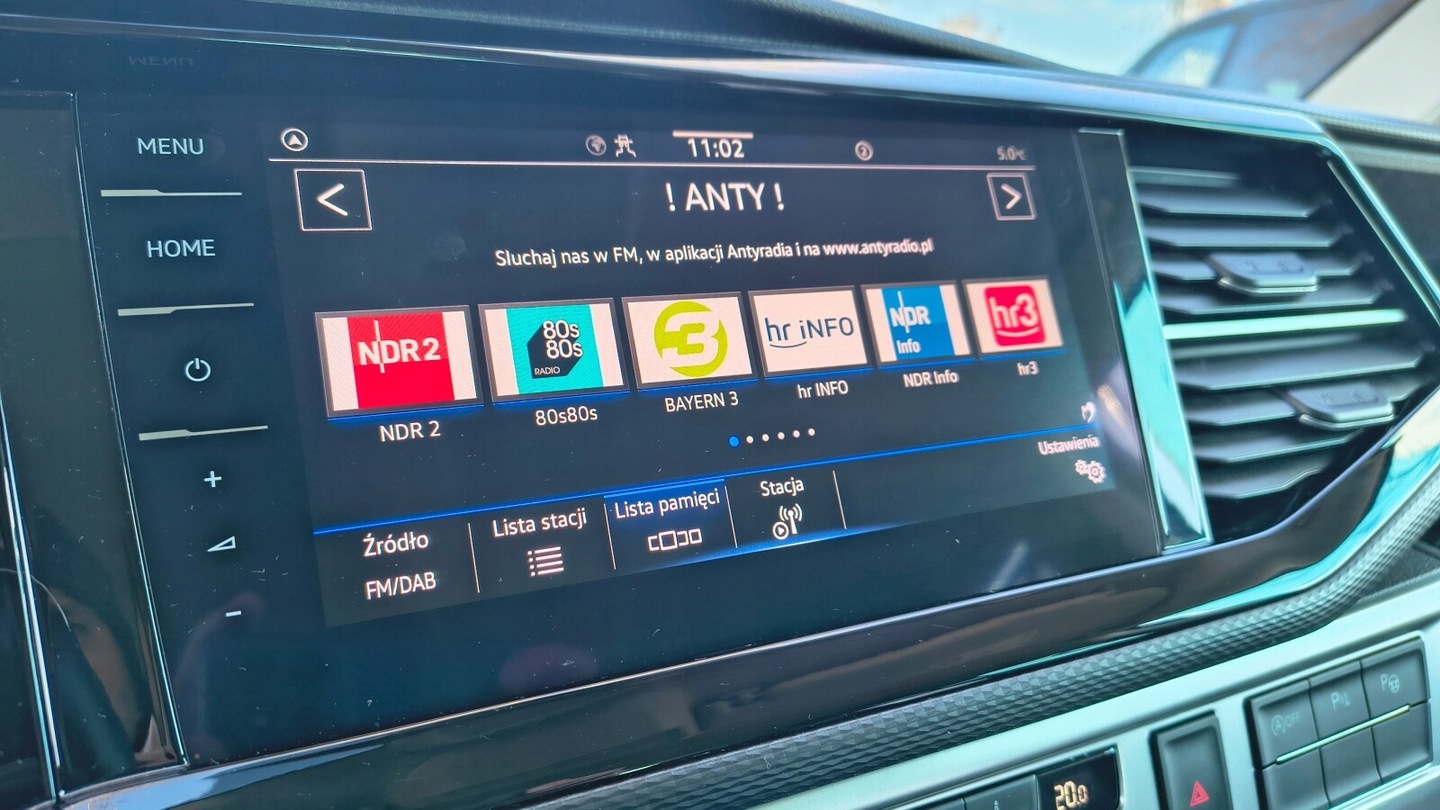 MENU
11:02
5.0°C
! ANTY !
HOME
Sluchaj nas w FM, w aplikacji Antyradia i na www.antyradio.pl
NDR 2
80s
80s
RADIO
3
hr iNFO
NDR
Info
hr3
NDR 2
80s80s
BAYERN 3
hr INFO
NDR Info
hr3
Ustawienia
Źródło
FM/DAB
Lista stacji
Lista pamięci
Stacja
+
-
OFF
20.0